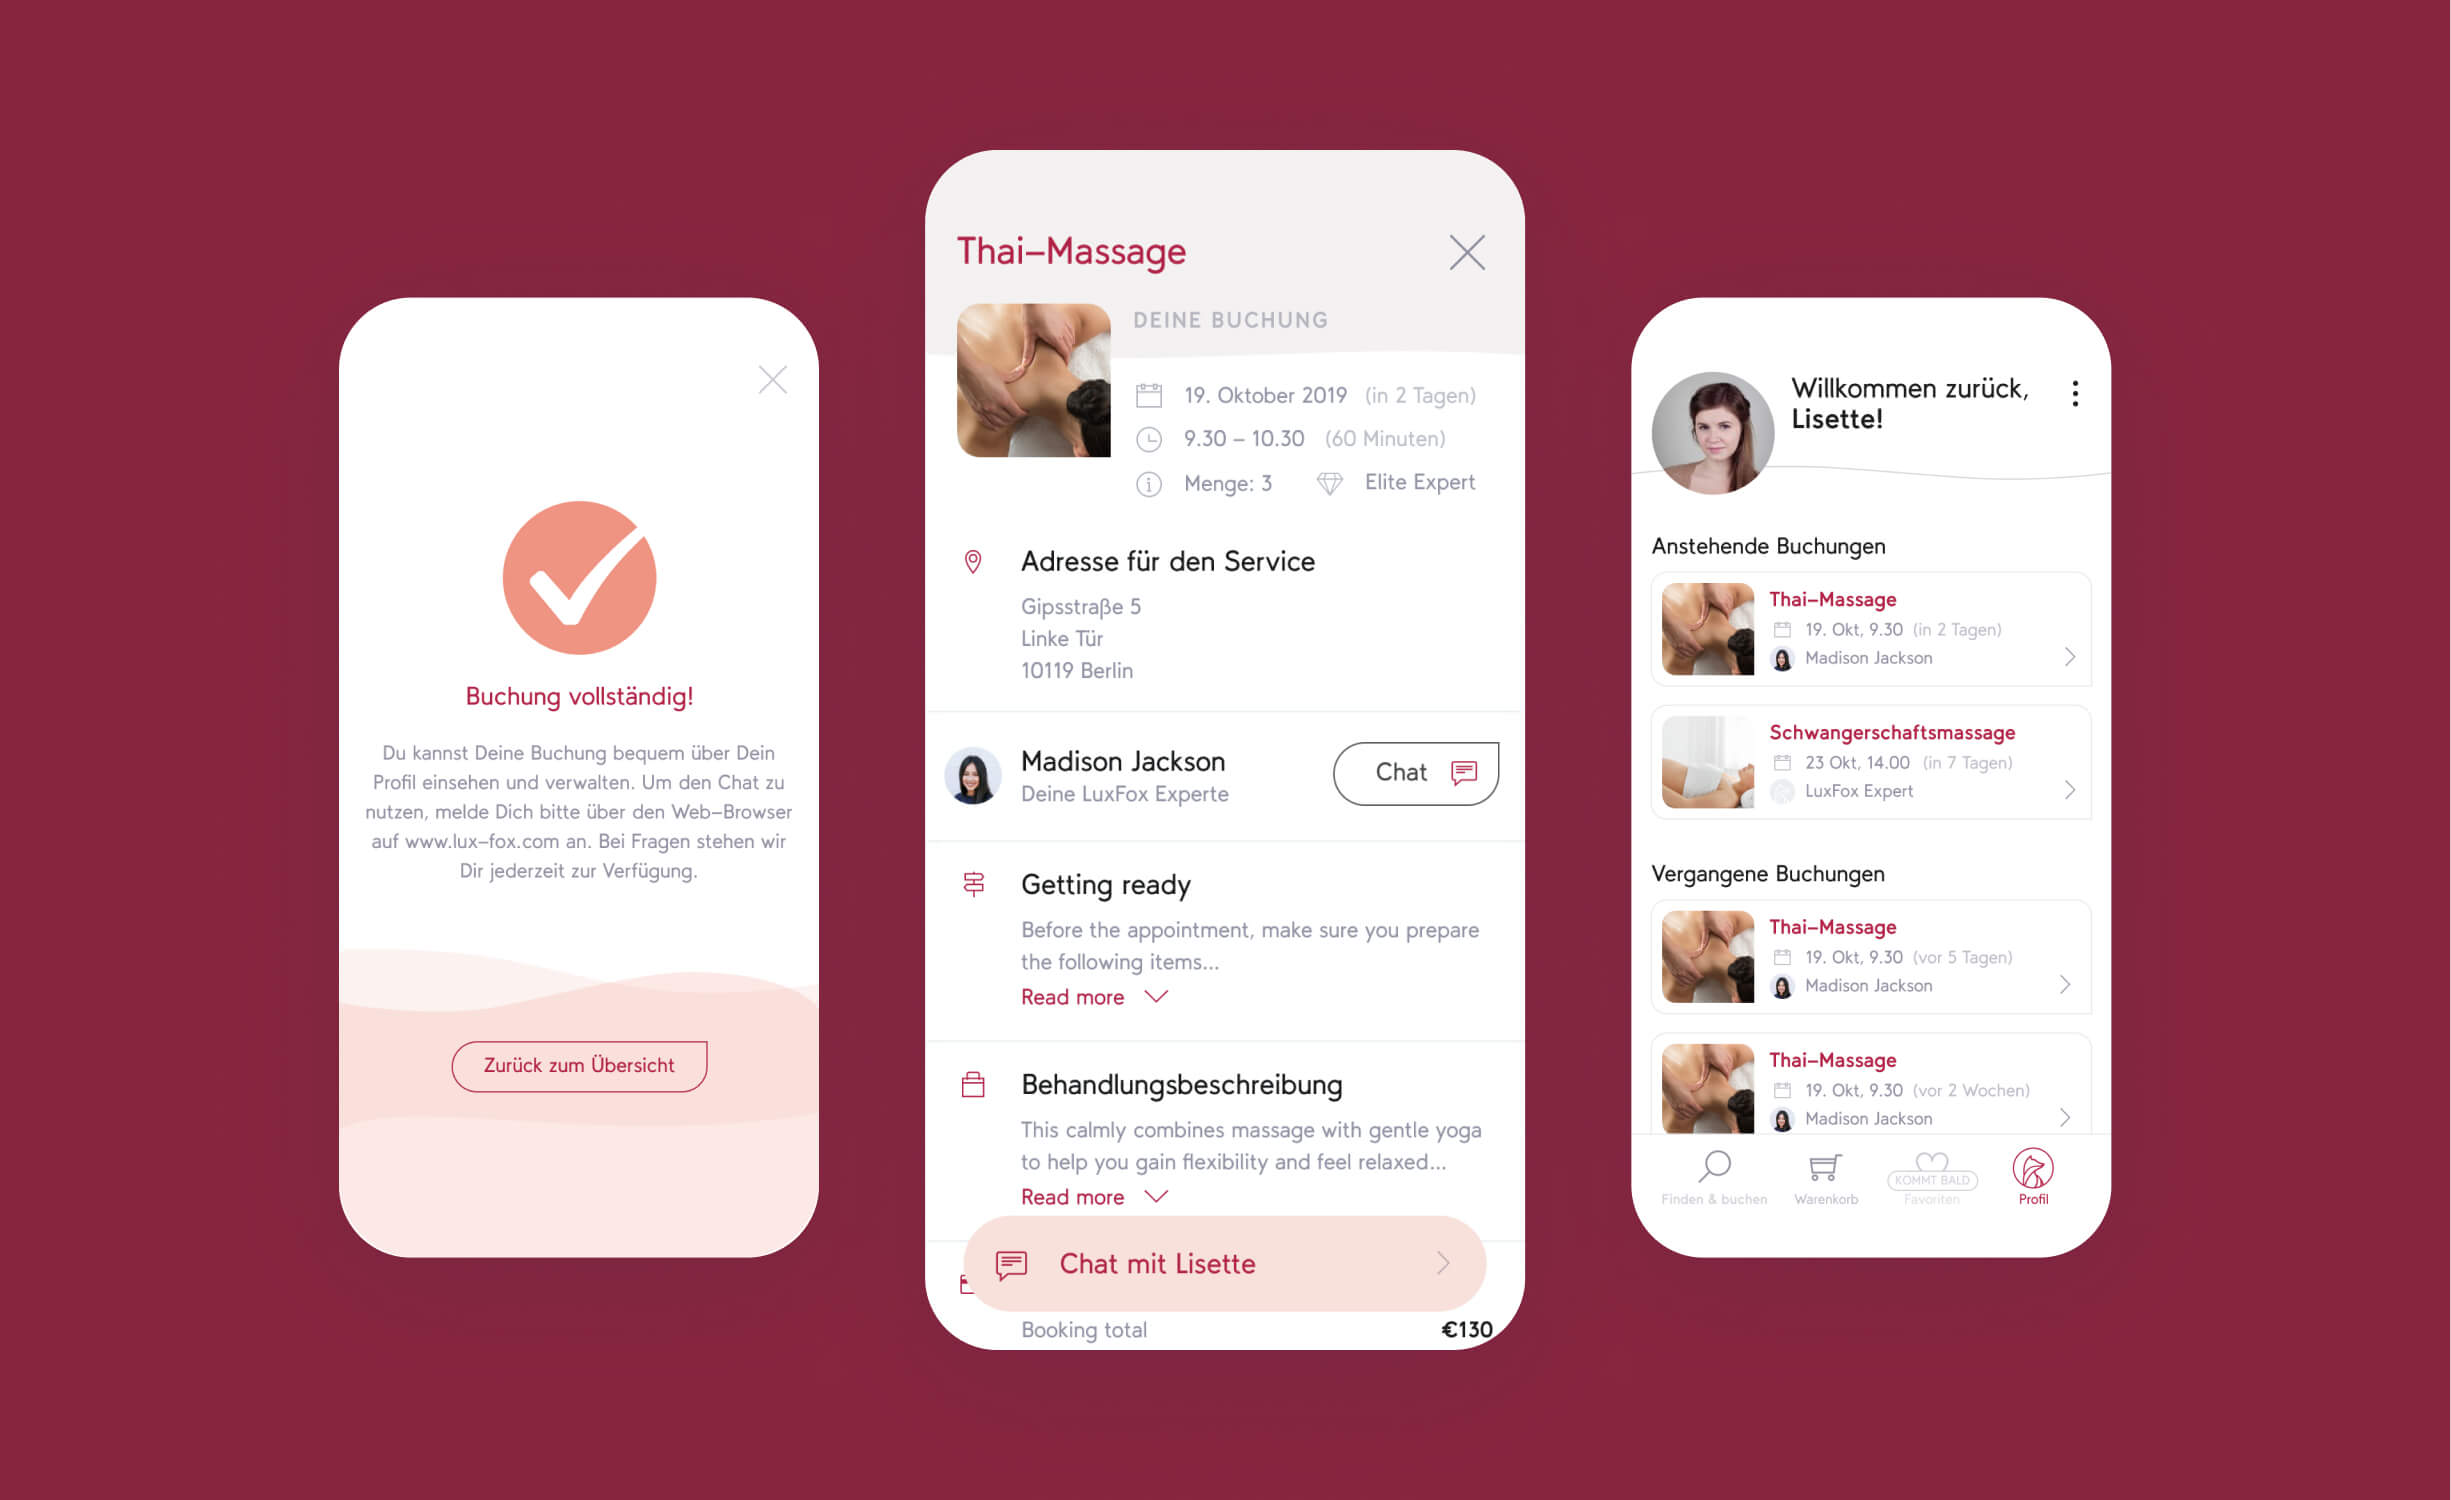 Buchung vollständig!
Du kannst Deine Buchung bequem über Dein
Profil einsehen und verwalten. Um den Chat zu
nutzen, melde Dich bitte über den Web–Browser
auf www.lux–fox.com an. Bei Fragen stehen wir
Dir jederzeit zur Verfügung.
Zurück zum Übersicht
Thai–Massage
DEINE BUCHUNG
19. Oktober 2019 (in 2 Tagen)
9.30 – 10.30 (60 Minuten)
Menge: 3 Elite Expert
Adresse für den Service
Gipsstraße 5
Linke Tür
10119 Berlin
Madison Jackson
Deine LuxFox Experte
Chat
Getting ready
Before the appointment, make sure you prepare
the following items...
Read more
Behandlungsbeschreibung
This calmly combines massage with gentle yoga
to help you gain flexibility and feel relaxed...
Read more
Chat mit Lisette
Booking total €130
Willkommen zurück,
Lisette!
Anstehende Buchungen
Thai–Massage
19. Okt, 9.30 (in 2 Tagen)
Madison Jackson
Schwangerschaftsmassage
23 Okt, 14.00 (in 7 Tagen)
LuxFox Expert
Vergangene Buchungen
Thai–Massage
19. Okt, 9.30 (vor 5 Tagen)
Madison Jackson
Thai–Massage
19. Okt, 9.30 (vor 2 Wochen)
Madison Jackson
Finden & buchen
Warenkorb
KOMMT BALD
Favoriten
Profil